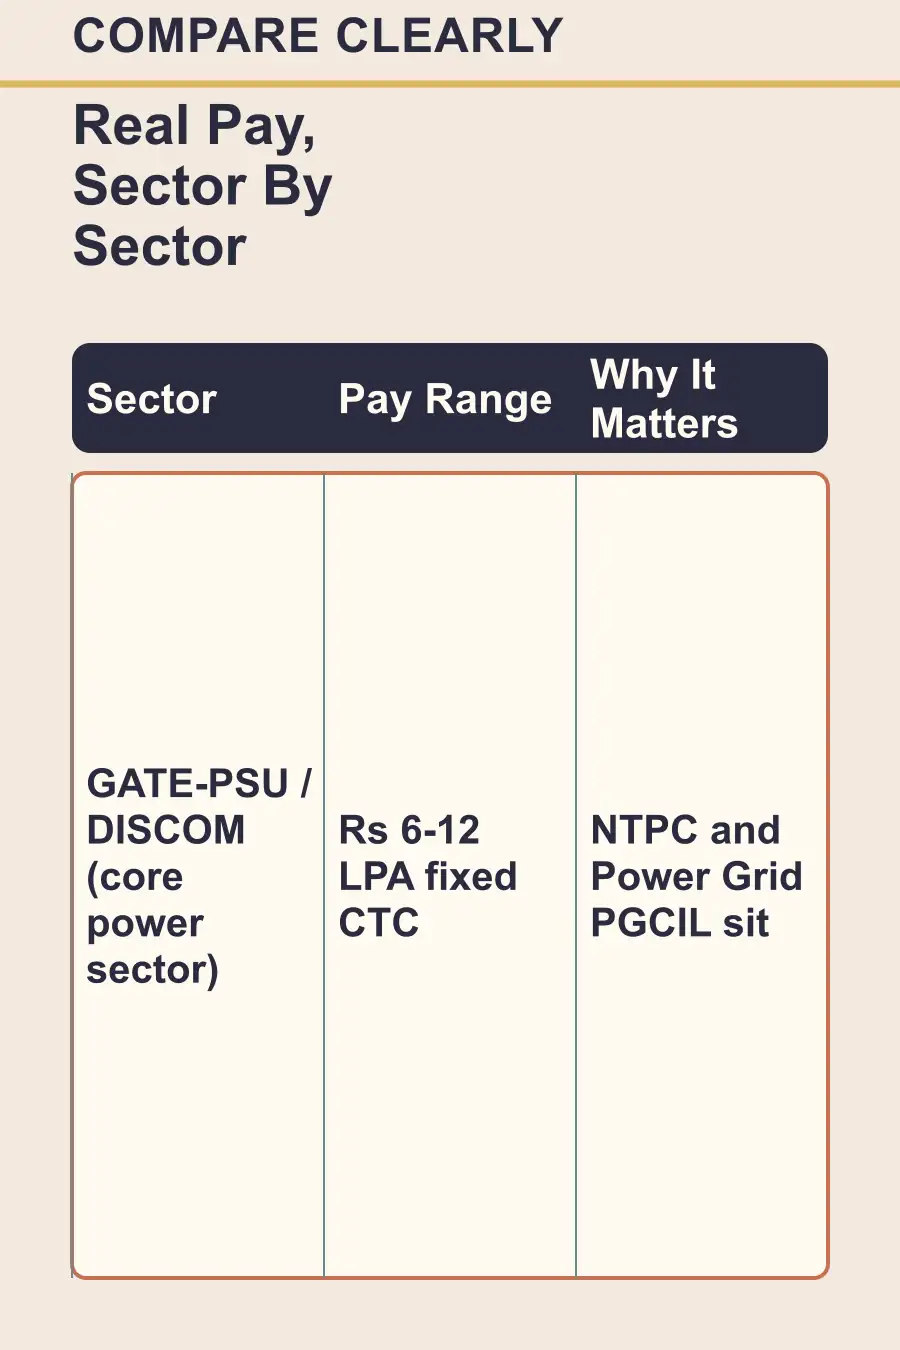 COMPARE CLEARLY
Real Pay,
Sector By
Sector
Sector
Pay Range
Why It
Matters
GATE-PSU /
DISCOM
(core
power
sector)
Rs 6-12
LPA fixed
CTC
NTPC and
Power Grid
PGCIL sit